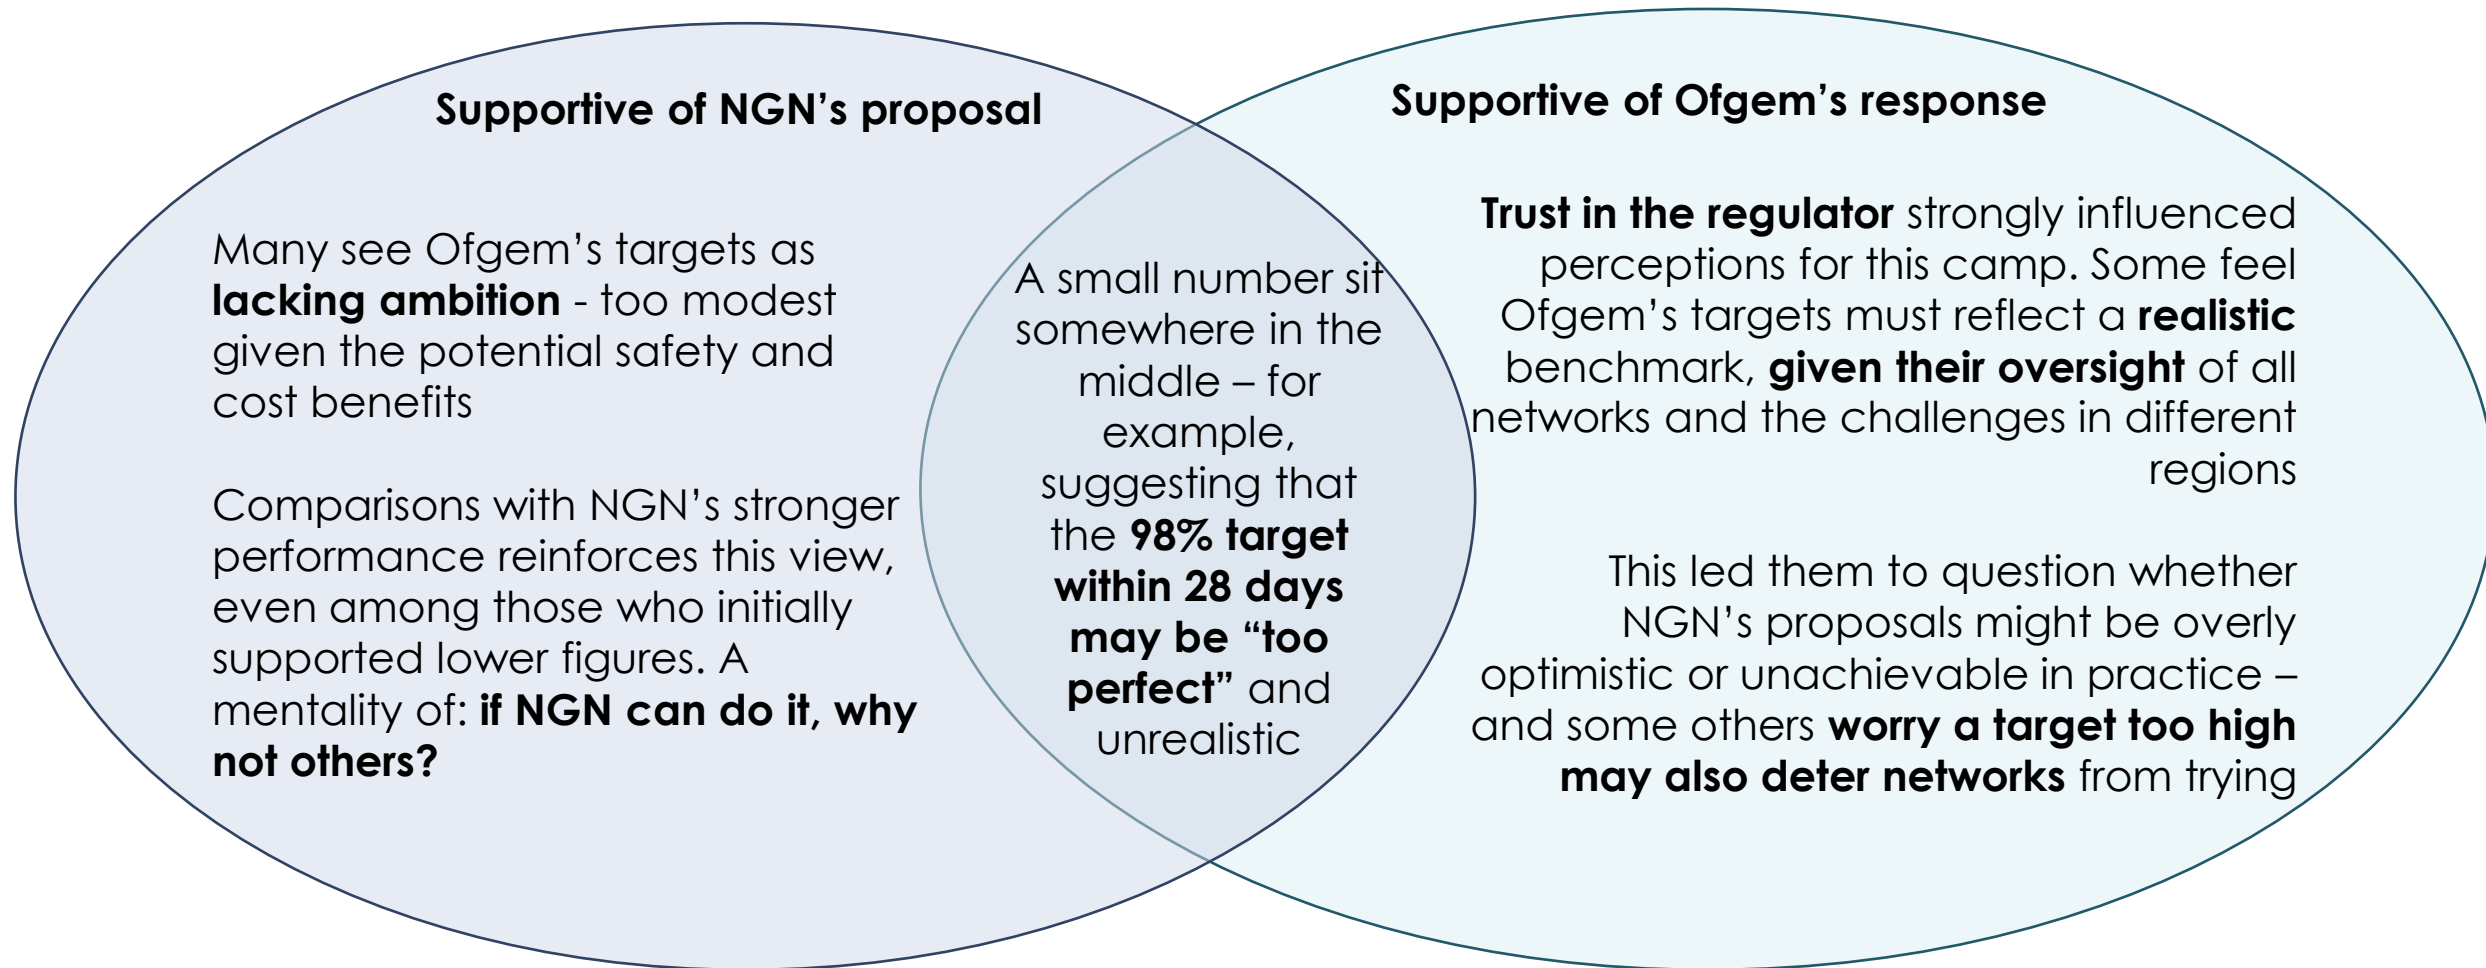 Supportive of NGN’s proposal
Many see Ofgem’s targets as
lacking ambition - too modest
given the potential safety and
cost benefits
Comparisons with NGN’s stronger
performance reinforces this view,
even among those who initially
supported lower figures. A
mentality of: if NGN can do it, why
not others?
A small number sit
somewhere in the
middle – for
example,
suggesting that
the 98% target
within 28 days
may be “too
perfect” and
unrealistic
Supportive of Ofgem’s response
Trust in the regulator strongly influenced
perceptions for this camp. Some feel
Ofgem’s targets must reflect a realistic
benchmark, given their oversight of all
networks and the challenges in different
regions
This led them to question whether
NGN’s proposals might be overly
optimistic or unachievable in practice –
and some others worry a target too high
may also deter networks from trying